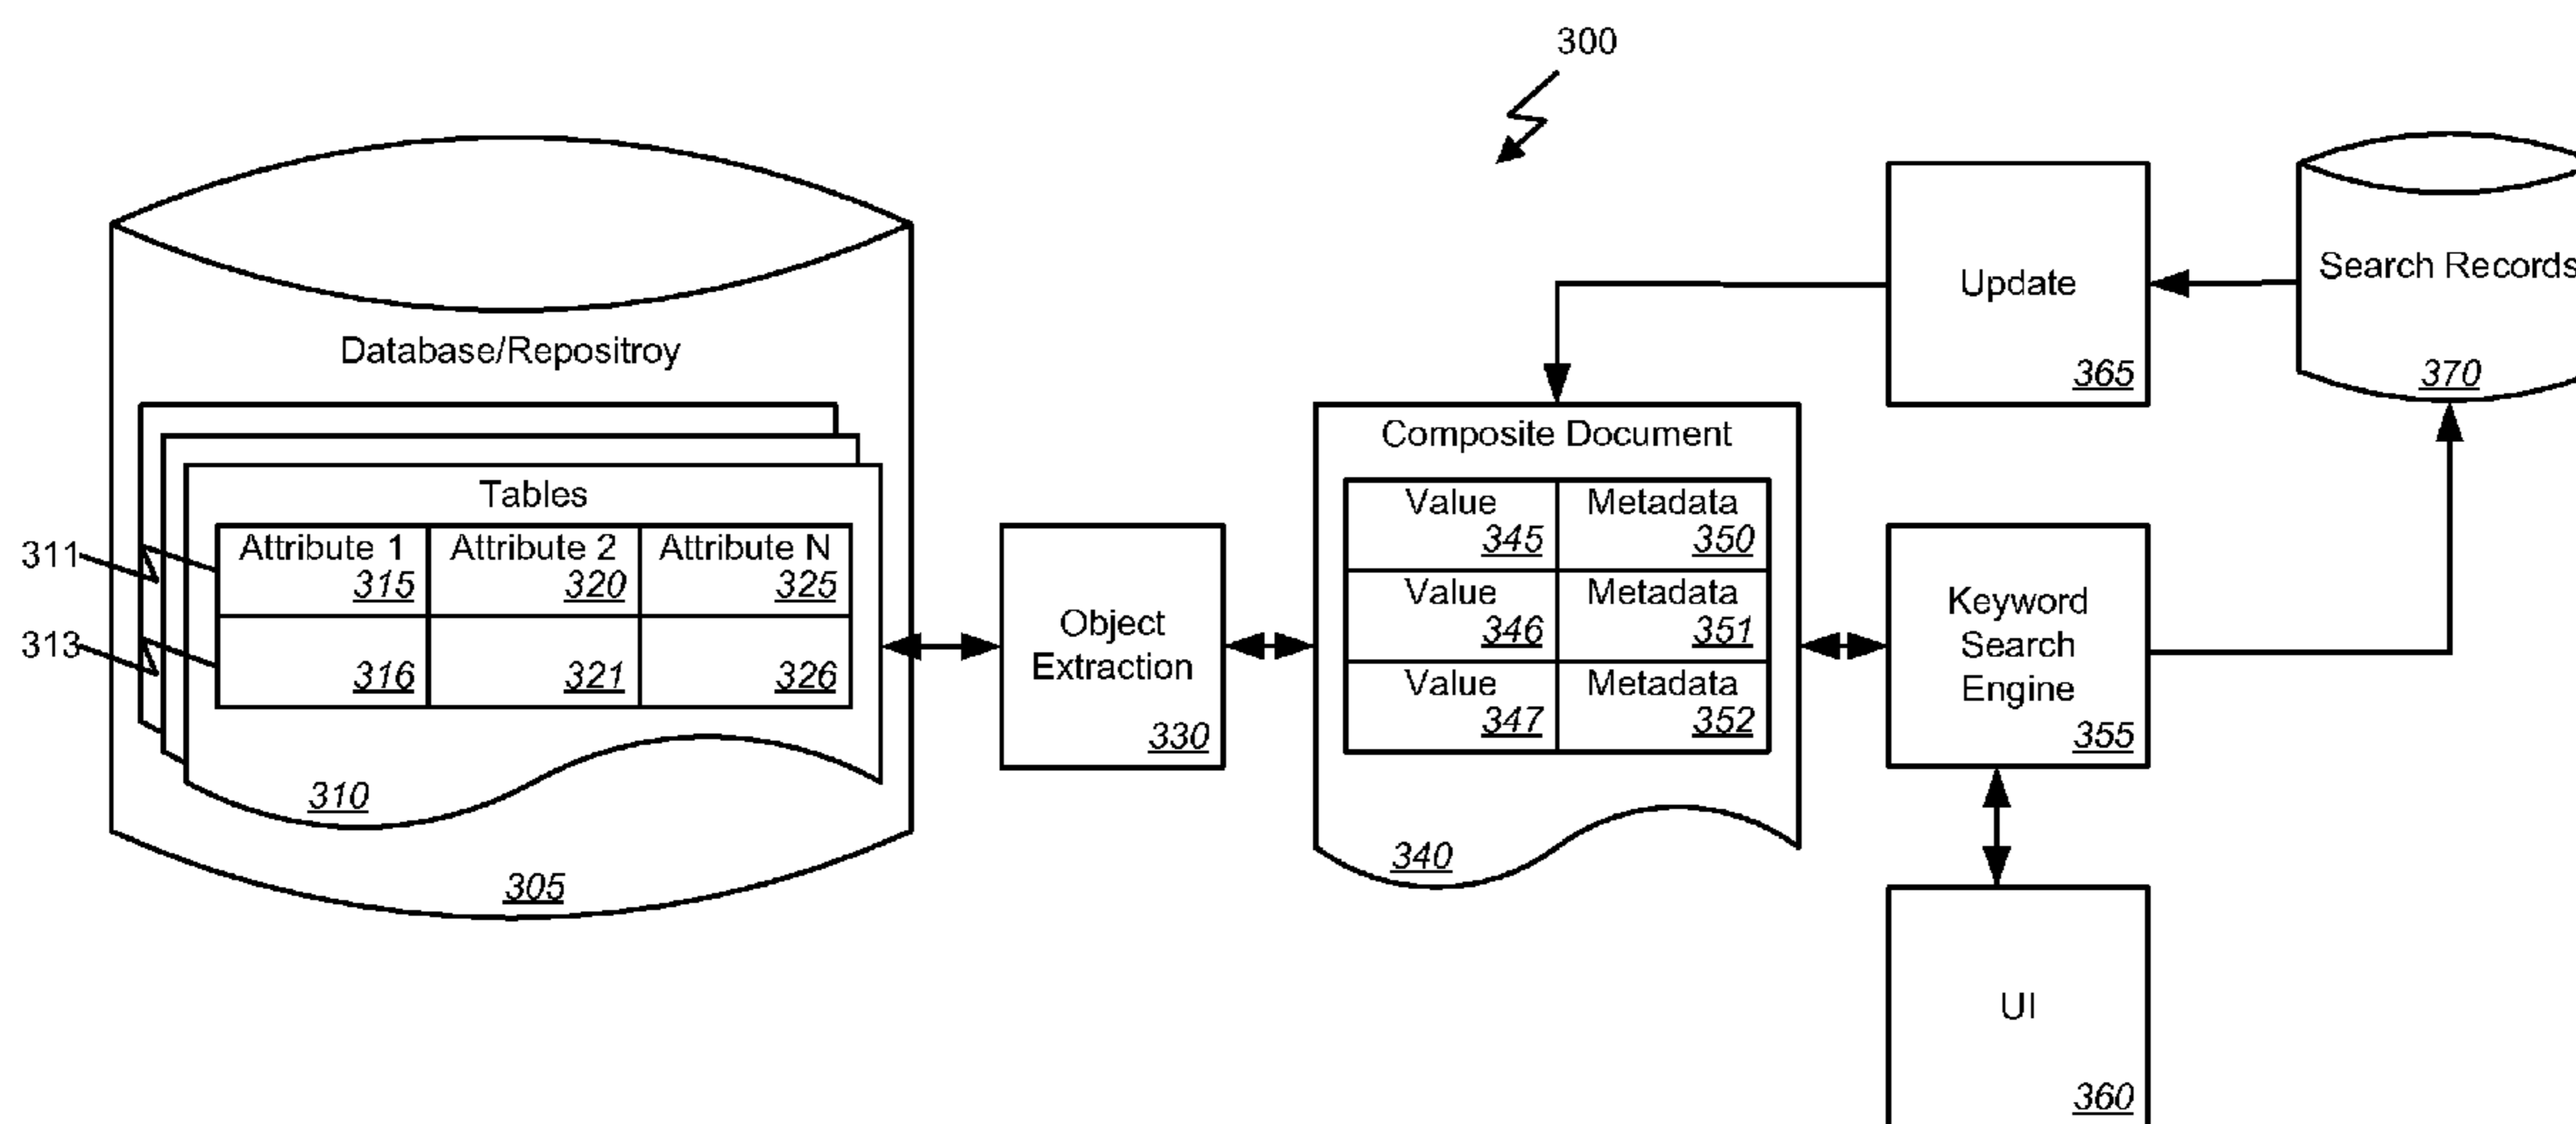 300
Database/Repositroy
Tables
Attribute 1
315
Attribute 2
320
Attribute N
325
311
313
316
321
326
310
305
Object
Extraction
330
Composite Document
Value
345
Metadata
350
Value
346
Metadata
351
Value
347
Metadata
352
340
Update
365
Search Records
370
Keyword
Search
Engine
355
UI
360